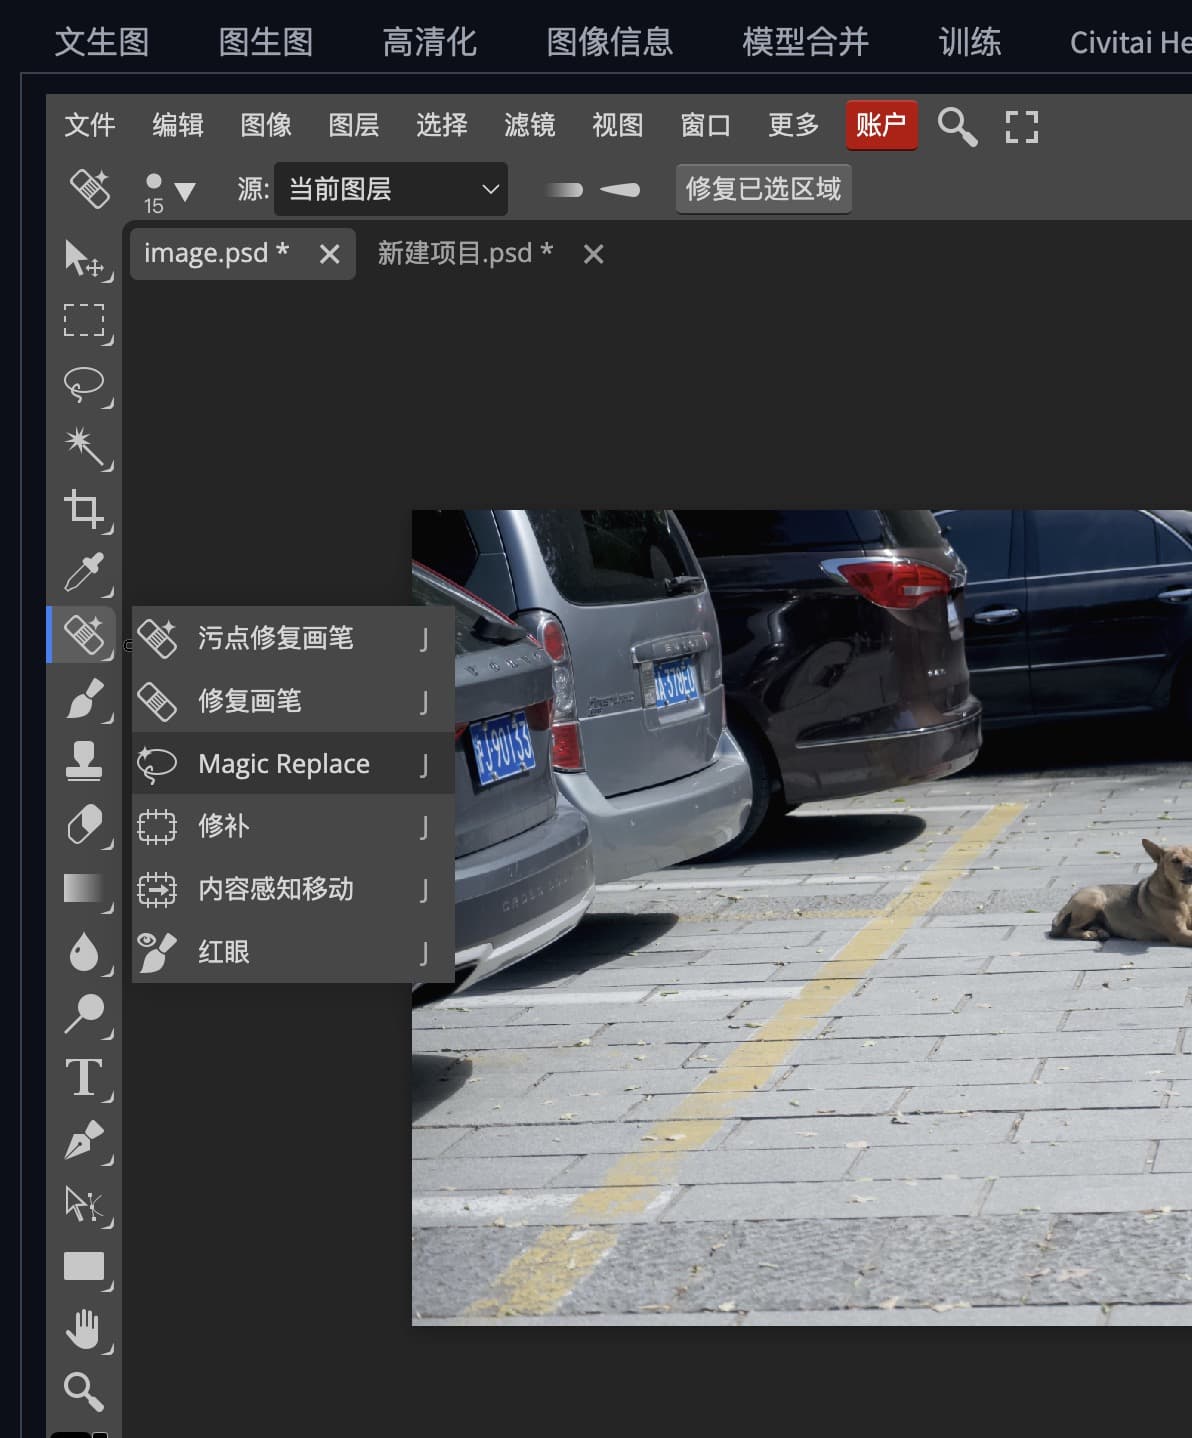 文生图 图生图 高清化 图像信息 模型合并 训练 Civitai He
文件 编辑 图像 图层 选择 滤镜 视图 窗口 更多 账户
15 源: 当前图层 修复已选区域
image.psd * 新建项目.psd *
污点修复画笔 J
修复画笔 J
Magic Replace J
修补 J
内容感知移动 J
红眼 J
T
J·90133